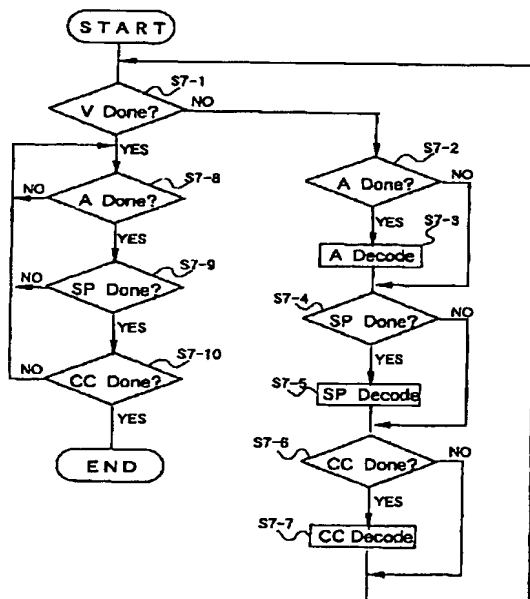 START
S7-1
V Done?
NO
YES
S7-8
A Done?
NO
YES
S7-9
SP Done?
NO
YES
S7-10
CC Done?
NO
YES
END
S7-2
A Done?
NO
YES
S7-3
A Decode
S7-4
SP Done?
NO
YES
S7-5
SP Decode
S7-6
CC Done?
NO
YES
S7-7
CC Decode